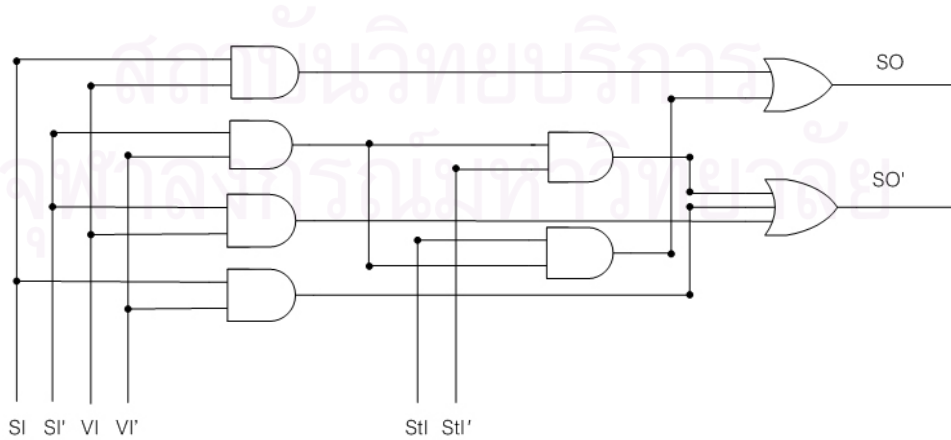 สถาบันวิทยบริการ
จุฬาลงกรณ์มหาวิทยาลัย
SO
SO'
SI SI' VI VI' StI StI'